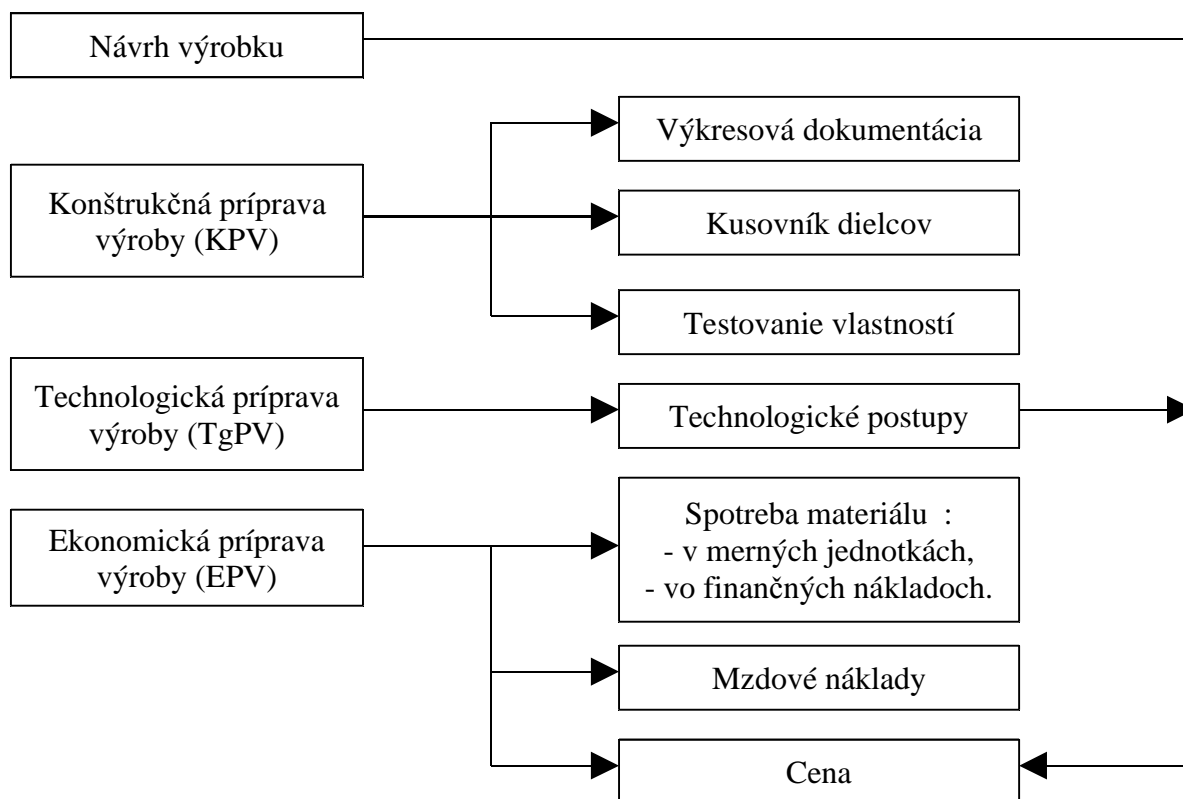 Návrh výrobku
Výkresová dokumentácia
Konštrukčná príprava
výroby (KPV)
Kusovník dielcov
Testovanie vlastností
Technologická príprava
výroby (TgPV)
Technologické postupy
Ekonomická príprava
výroby (EPV)
Spotreba materiálu  :
- v merných jednotkách,
- vo finančných nákladoch.
Mzdové náklady
Cena